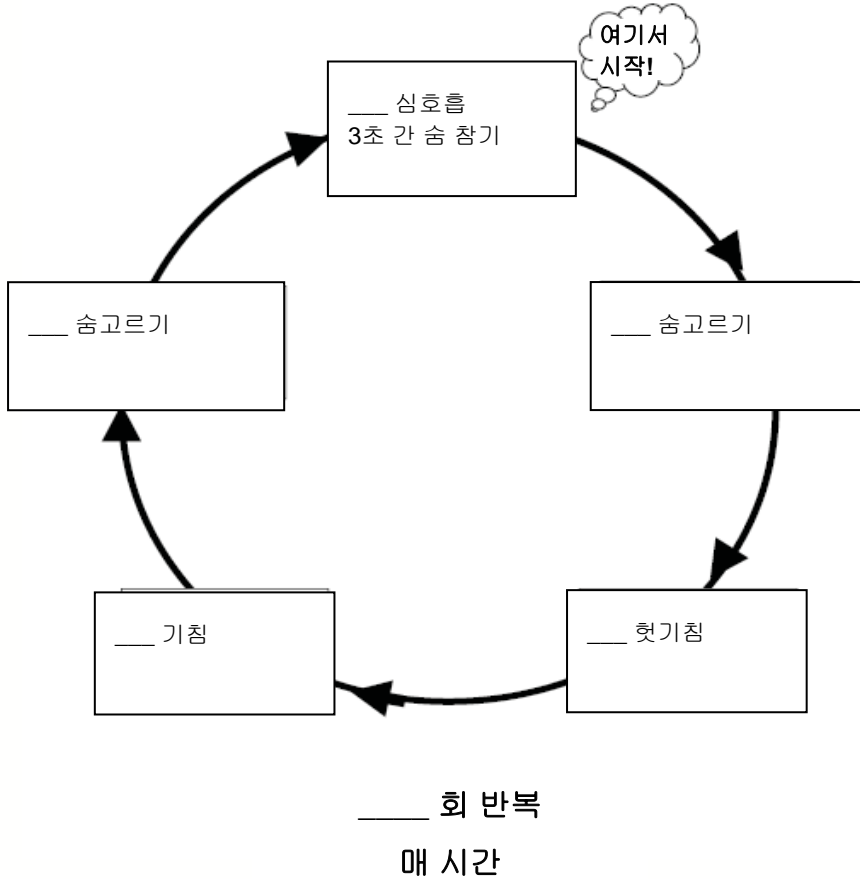 여기서
시작!
___ 심호흡
3초 간 숨 참기
___ 숨고르기
___ 숨고르기
___ 기침
___ 헛기침
____ 회 반복
매 시간